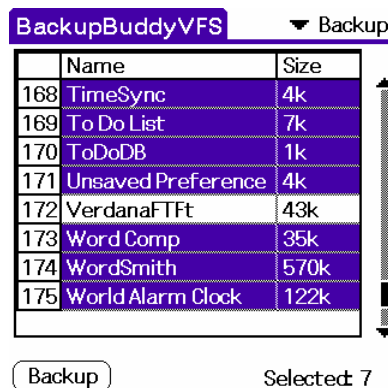 BackupBuddyVFS Backup
Name Size
168 TimeSync 4k
169 To Do List 7k
170 ToDoDB 1k
171 Unsaved Preference 4k
172 VerdanaFTFt 43k
173 Word Comp 35k
174 WordSmith 570k
175 World Alarm Clock 122k
Backup Selected: 7